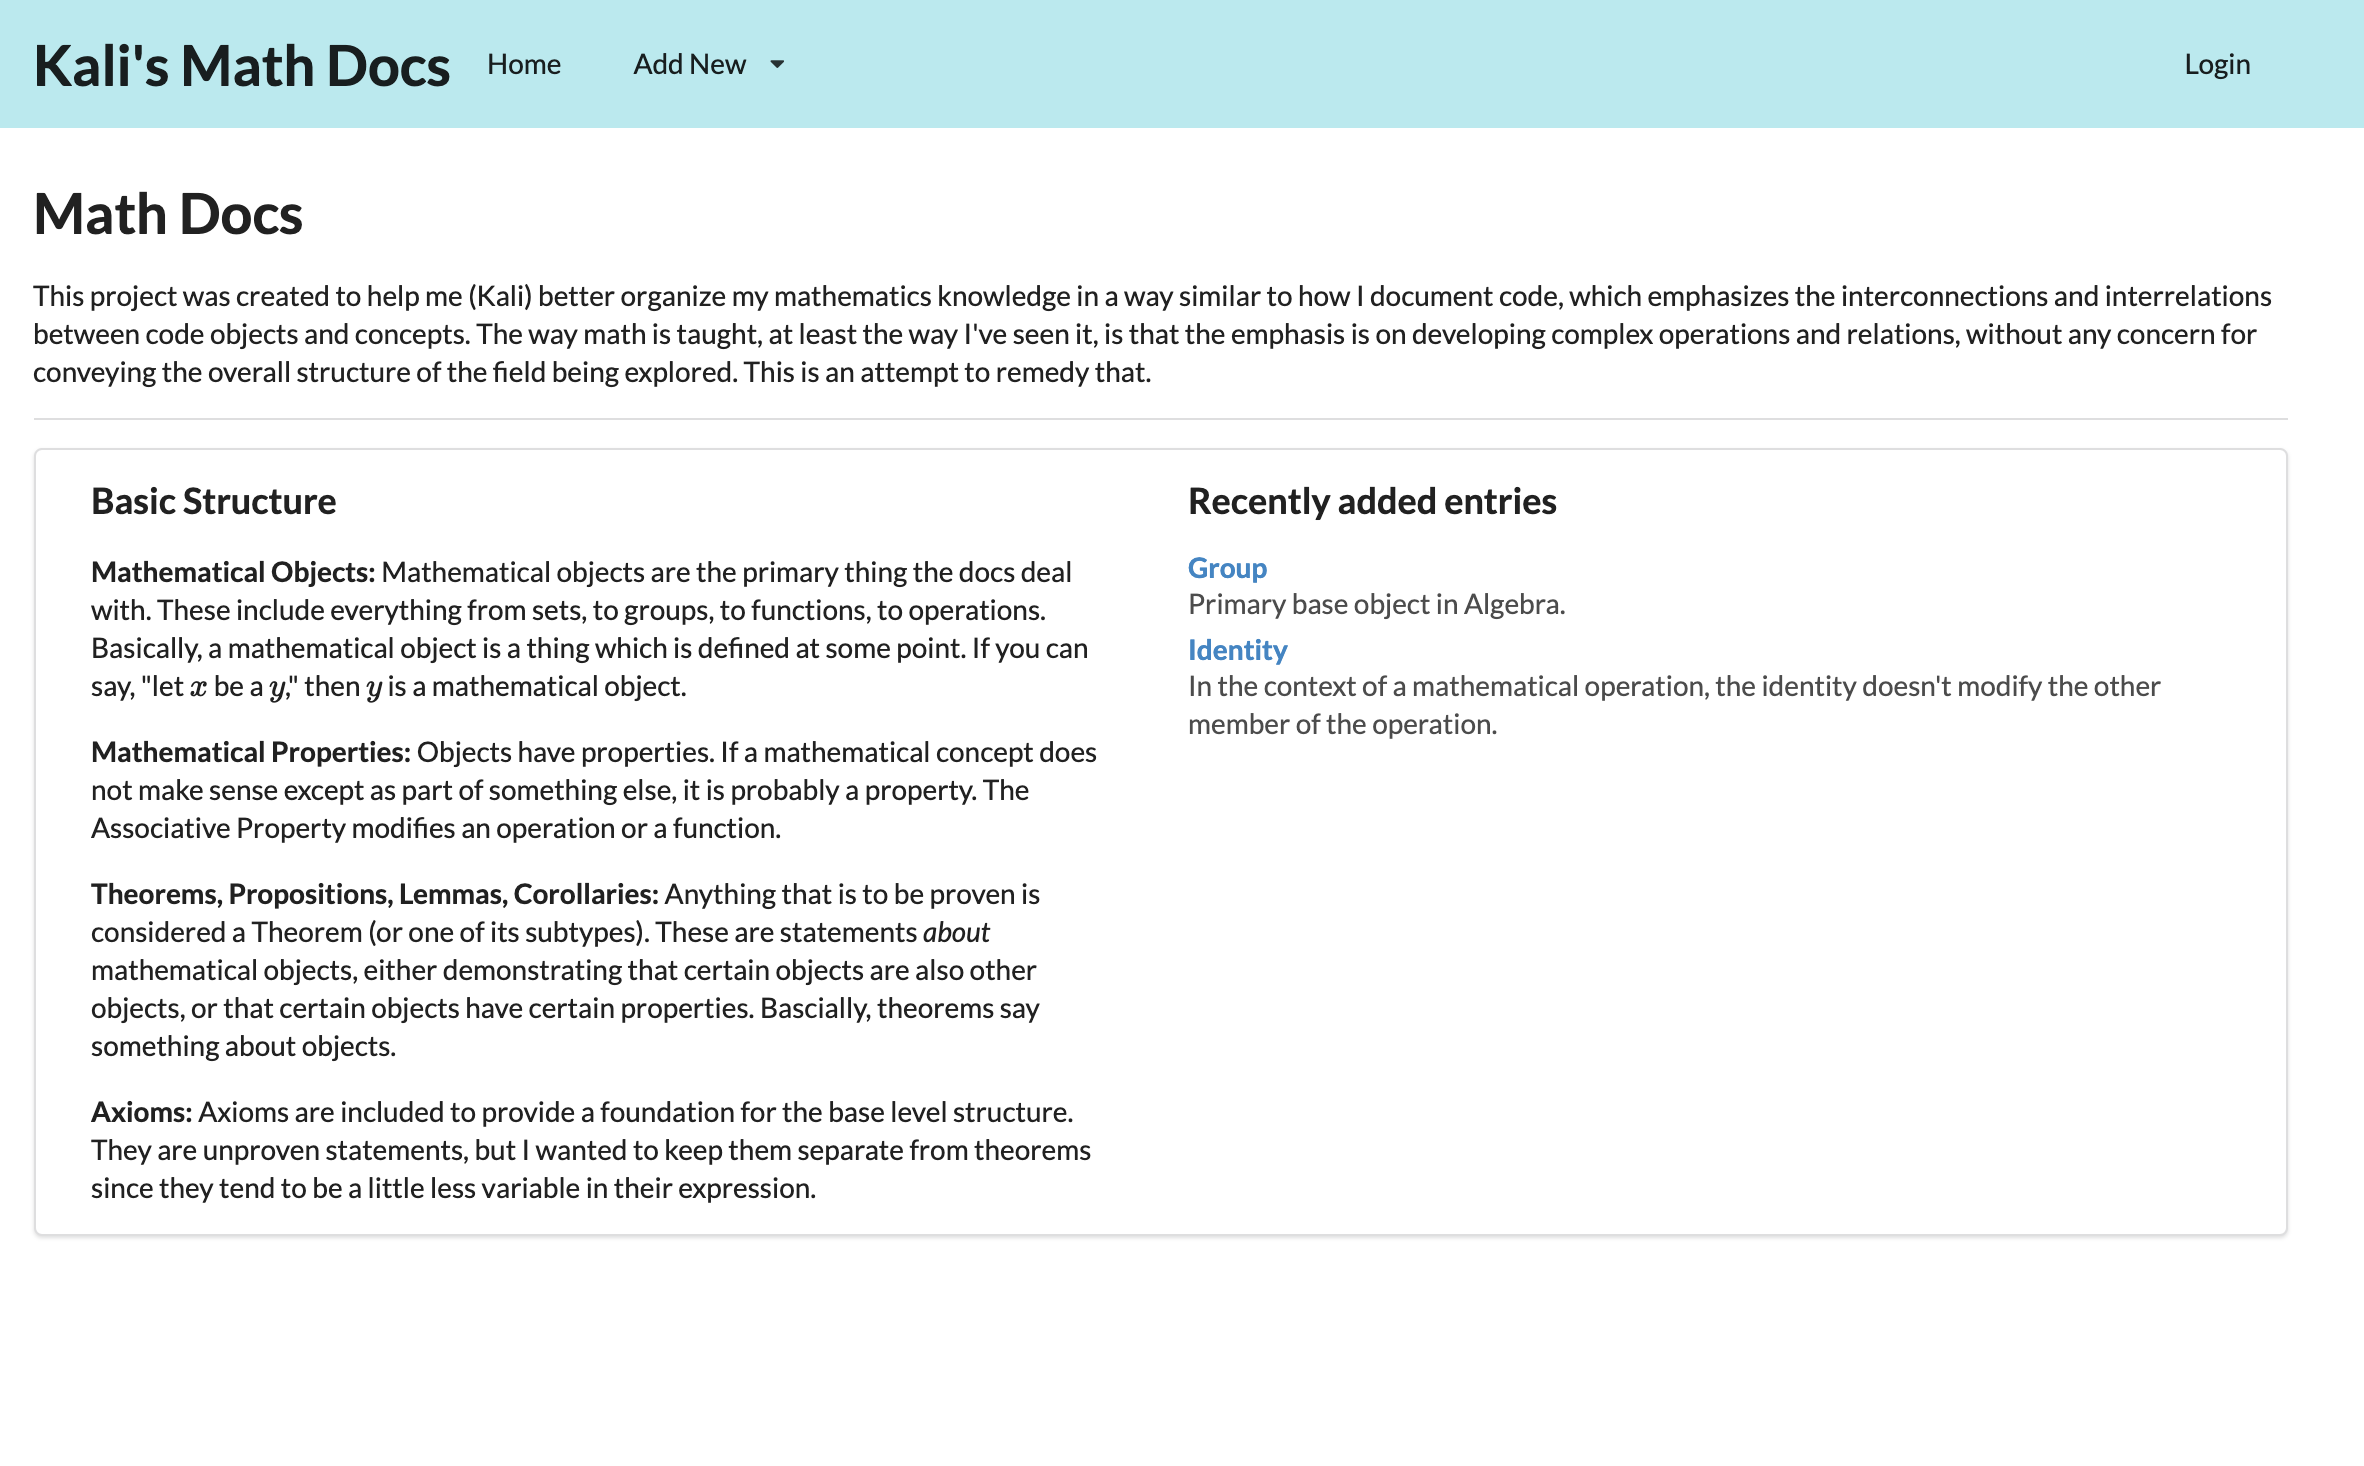 Kali's Math Docs Home Add New Login
Math Docs
This project was created to help me (Kali) better organize my mathematics knowledge in a way similar to how I document code, which emphasizes the interconnections and interrelations
between code objects and concepts. The way math is taught, at least the way I've seen it, is that the emphasis is on developing complex operations and relations, without any concern for
conveying the overall structure of the field being explored. This is an attempt to remedy that.
Basic Structure
Mathematical Objects: Mathematical objects are the primary thing the docs deal
with. These include everything from sets, to groups, to functions, to operations.
Basically, a mathematical object is a thing which is defined at some point. If you can
say, "let x be a y," then y is a mathematical object.
Mathematical Properties: Objects have properties. If a mathematical concept does
not make sense except as part of something else, it is probably a property. The
Associative Property modifies an operation or a function.
Theorems, Propositions, Lemmas, Corollaries: Anything that is to be proven is
considered a Theorem (or one of its subtypes). These are statements about
mathematical objects, either demonstrating that certain objects are also other
objects, or that certain objects have certain properties. Bascially, theorems say
something about objects.
Axioms: Axioms are included to provide a foundation for the base level structure.
They are unproven statements, but I wanted to keep them separate from theorems
since they tend to be a little less variable in their expression.
Recently added entries
Group
Primary base object in Algebra.
Identity
In the context of a mathematical operation, the identity doesn't modify the other
member of the operation.